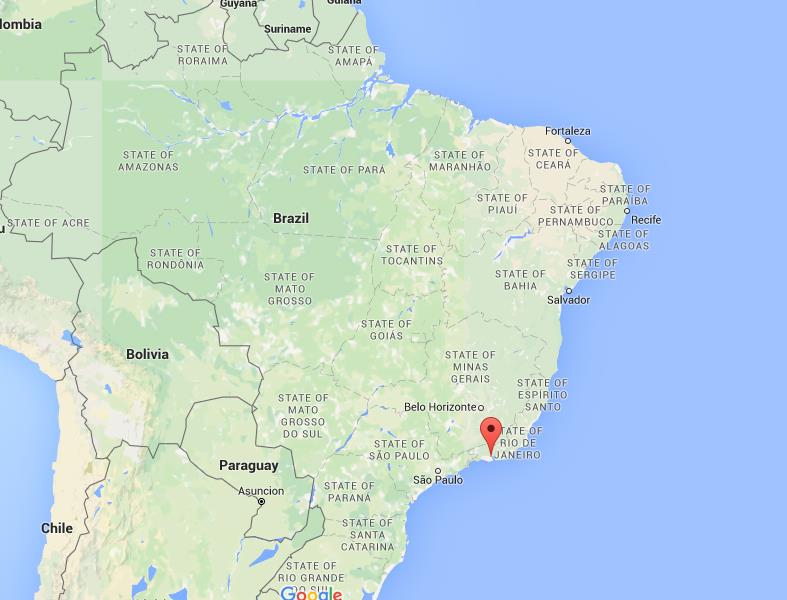 Guyana
Guiana
lombia
Suriname
STATE OF
RORAIMA
STATE OF
AMAPÁ
Fortaleza
STATE OF
AMAZONAS
STATE OF PARÁ
STATE OF
MARANHÃO
STATE OF
CEARÁ
STATE OF
PARAÍBA
STATE OF
PIAUÍ
STATE OF
PERNAMBUCO
Recife
STATE OF ACRE
Brazil
STATE OF
ALAGOAS
STATE OF
RONDÔNIA
STATE OF
TOCANTINS
STATE OF
SERGIPE
STATE OF
MATO
GROSSO
STATE OF
BAHIA
Salvador
STATE OF
GOIÁS
Bolivia
STATE OF
MINAS
GERAIS
STATE OF
ESPÍRITO
SANTO
STATE OF
MATO
GROSSO
DO SUL
Belo Horizonte
STATE OF
RIO DE
JANEIRO
STATE OF
SÃO PAULO
Paraguay
São Paulo
Asuncion
STATE OF
PARANÁ
Chile
STATE OF
SANTA
CATARINA
STATE OF
RIO GRANDE
DO SUL
Google